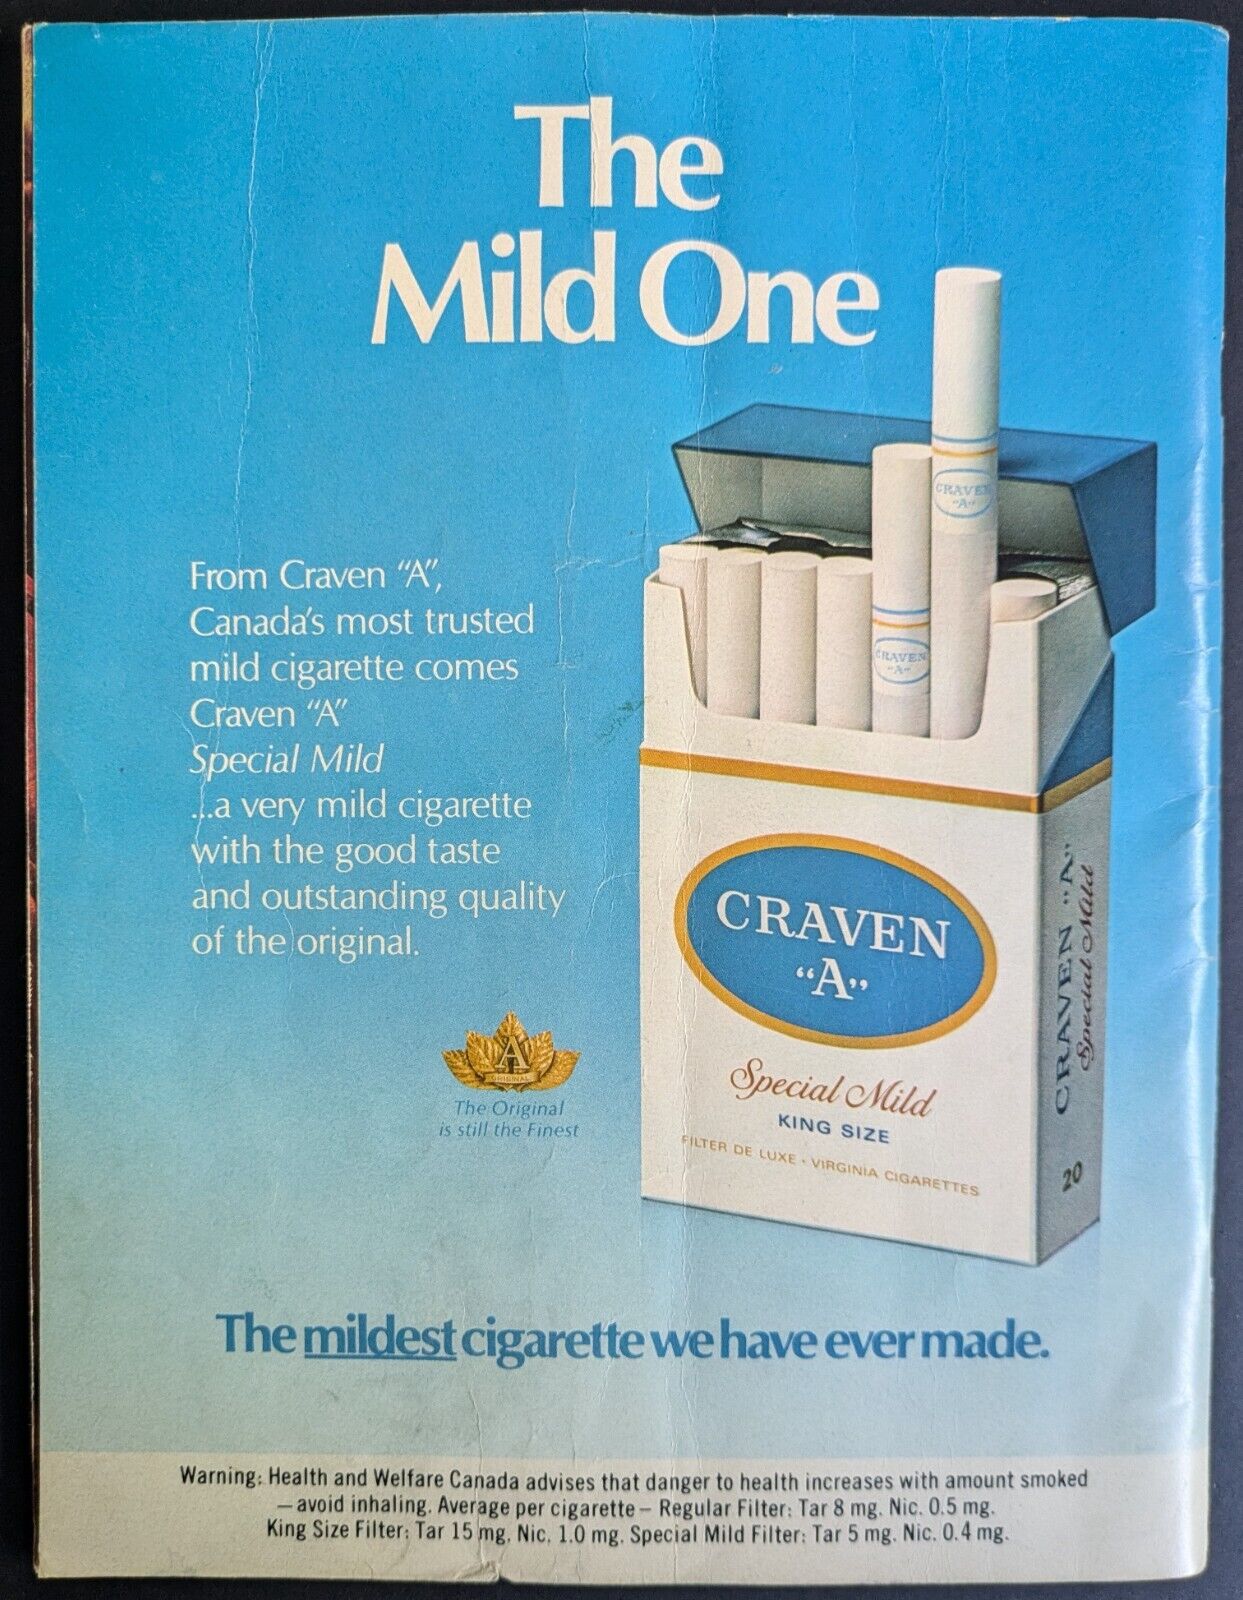 The
Mild One
From Craven “A”,
Canada's most trusted
mild cigarette comes
Craven “A”
Special Mild
...a very mild cigarette
with the good taste
and outstanding quality
of the original.
A
ORIGINAL
The Original
is still the Finest
CRAVEN
“A”
CRAVEN
“A”
CRAVEN
“A”
Special Mild
KING SIZE
FILTER DE LUXE • VIRGINIA CIGARETTES
CRAVEN “A”
Special Mild
20
The mildest cigarette we have ever made.
Warning: Health and Welfare Canada advises that danger to health increases with amount smoked
—avoid inhaling. Average per cigarette— Regular Filter: Tar 8 mg. Nic. 0.5 mg.
King Size Filter: Tar 15 mg. Nic. 1.0 mg. Special Mild Filter: Tar 5 mg. Nic. 0.4 mg.